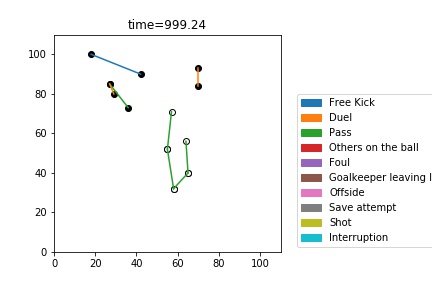 time=999.24
100
80
60
40
20
0
0 20 40 60 80 100
Free Kick
Duel
Pass
Others on the ball
Foul
Goalkeeper leaving l
Offside
Save attempt
Shot
Interruption